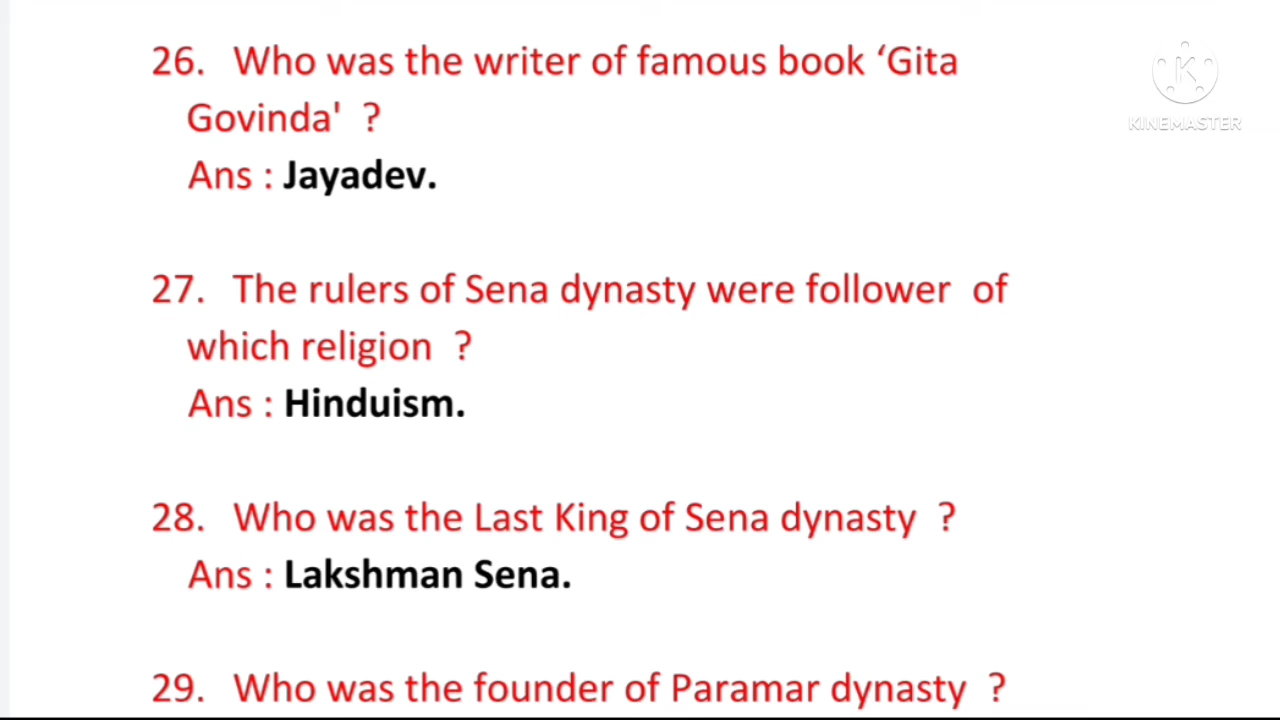 26. Who was the writer of famous book ‘Gita
Govinda' ?
Ans : Jayadev.
27. The rulers of Sena dynasty were follower of
which religion ?
Ans : Hinduism.
28. Who was the Last King of Sena dynasty ?
Ans : Lakshman Sena.
29. Who was the founder of Paramar dynasty ?
K
KINEMASTER